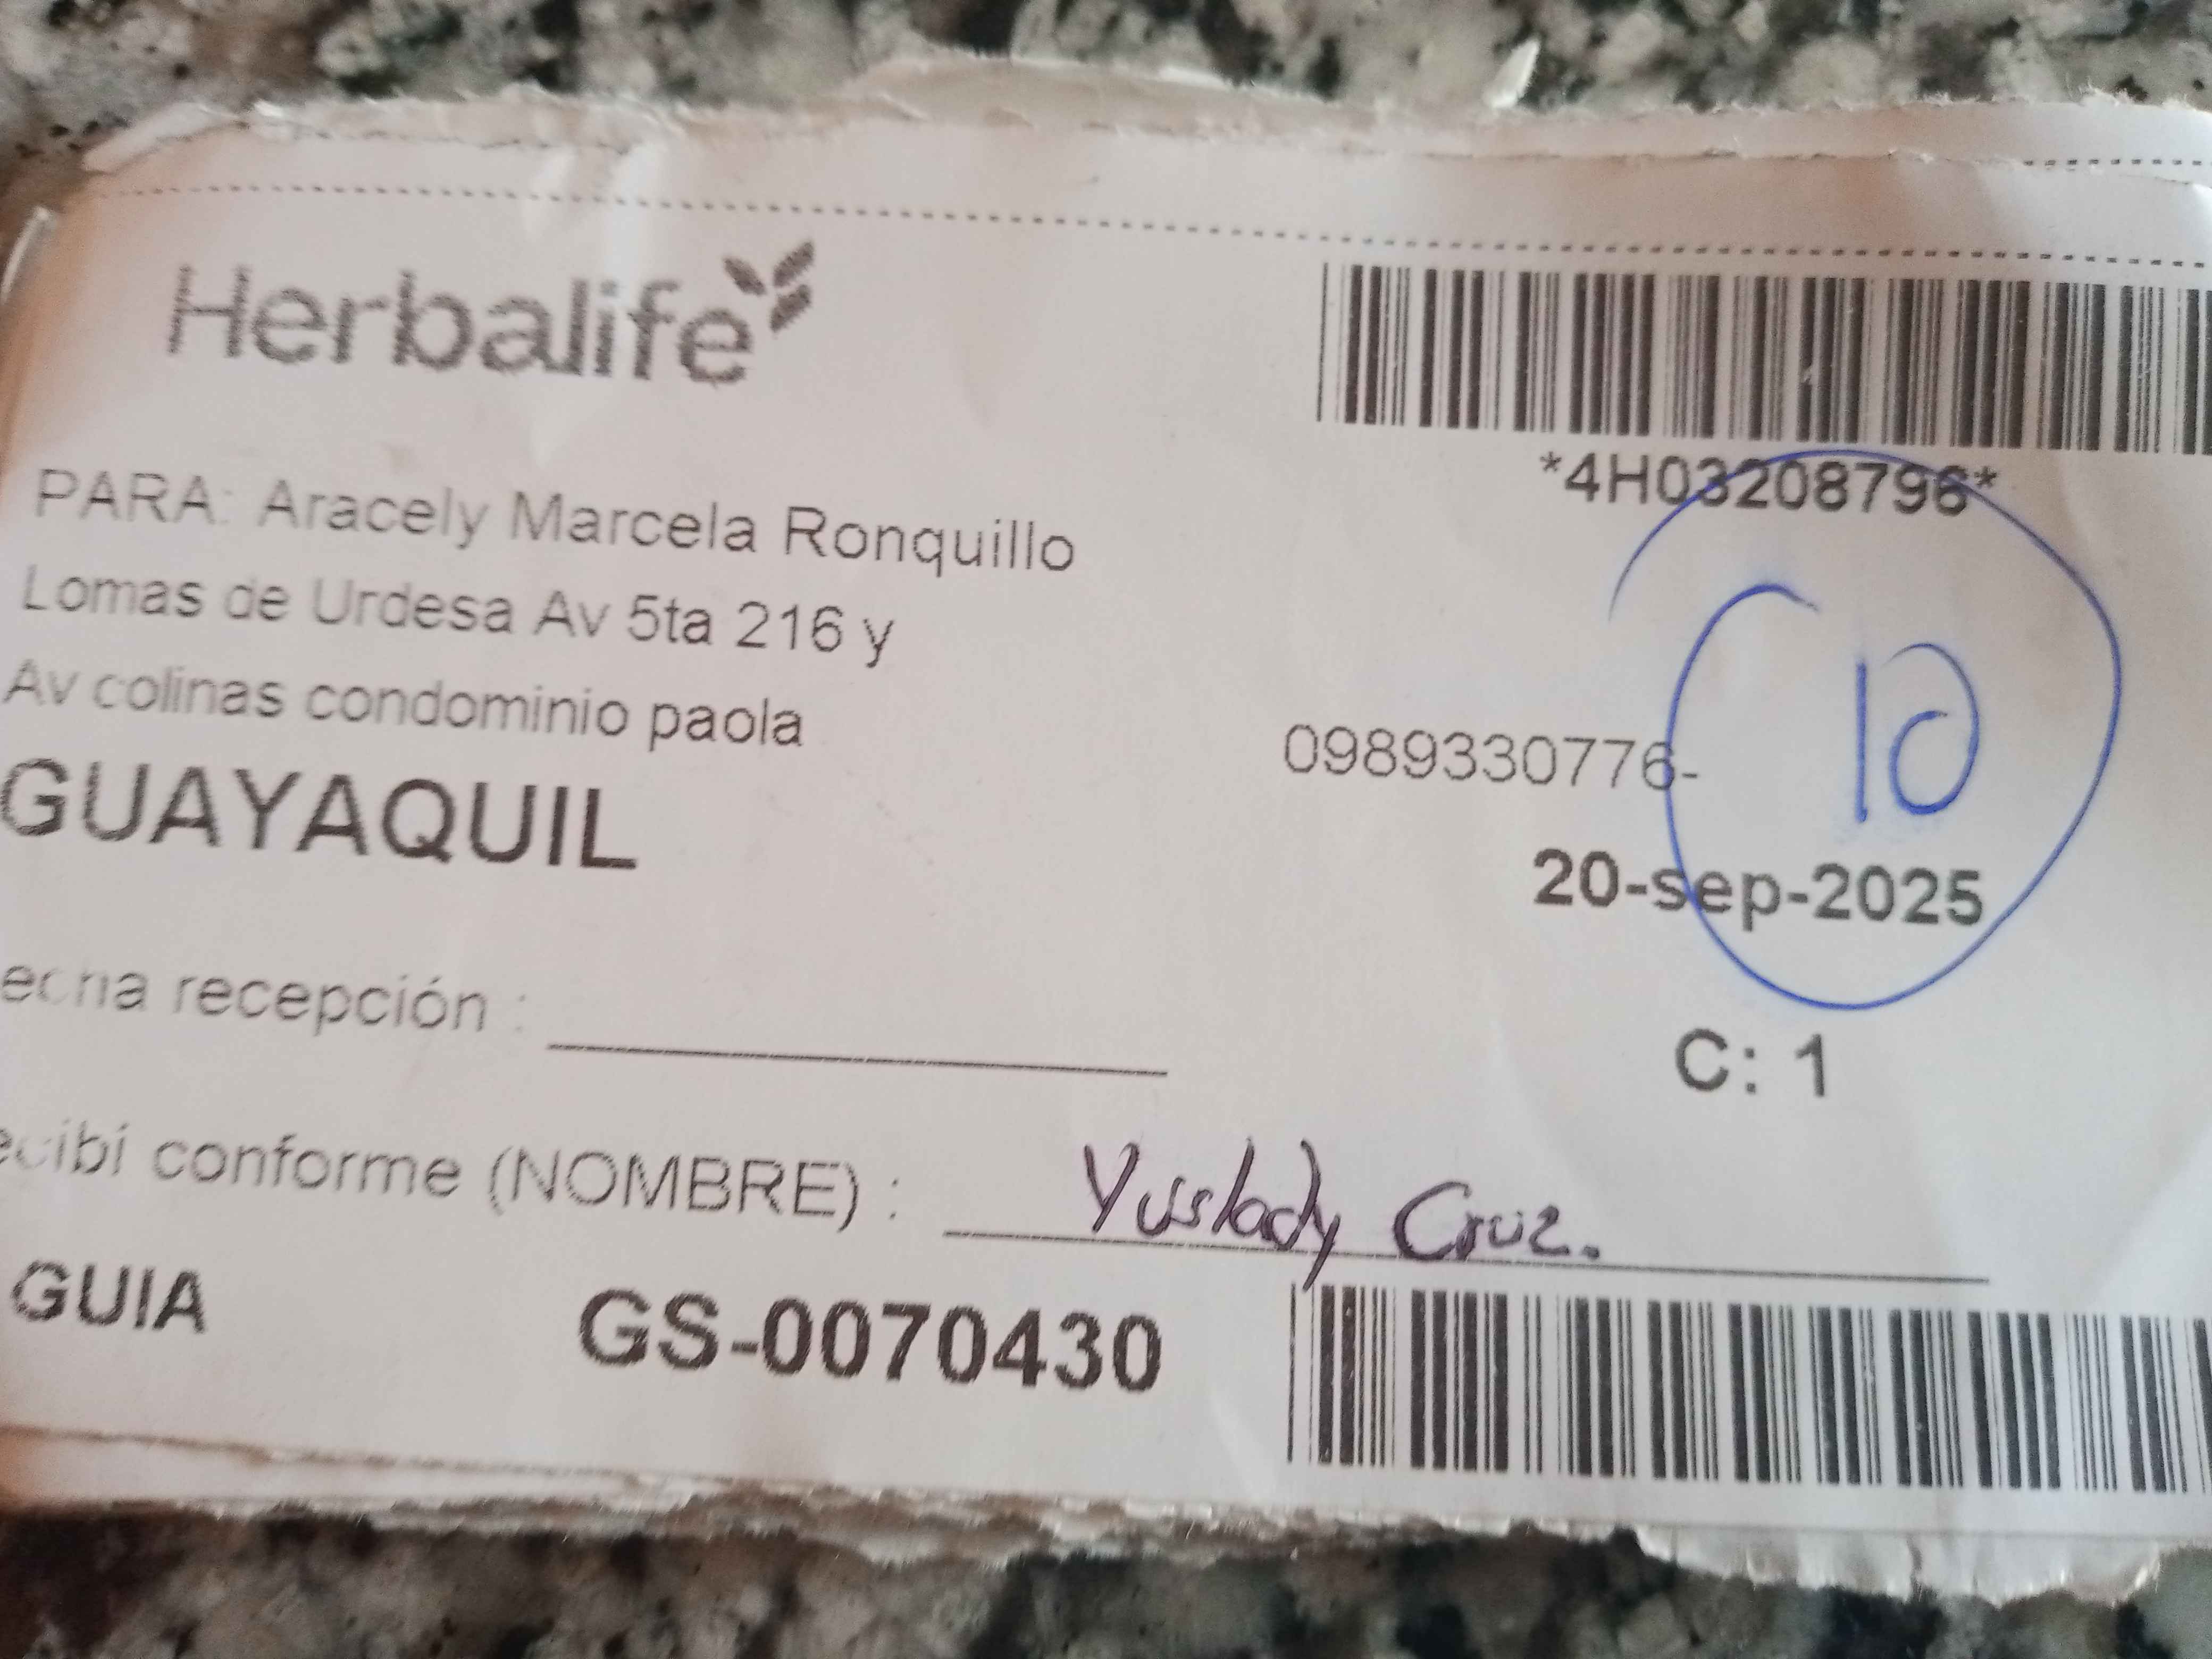 Herbalife
*4H03208796*
PARA: Aracely Marcela Ronquillo
Lomas de Urdesa Av 5ta 216 y
Av colinas condominio paola
0989330776-
10
GUAYAQUIL
20-sep-2025
echa recepción :
C: 1
ecibí conforme (NOMBRE) : Yuslady Cruz.
GUIA GS-0070430